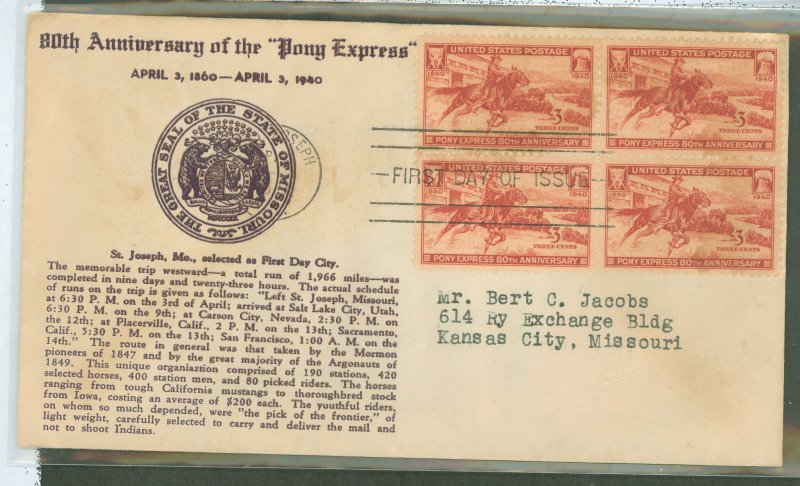 80th Anniversary of the "Pony Express"
APRIL 3, 1860—APRIL 3, 1940
THE GREAT SEAL OF THE STATE OF MISSOURI
MDCCCXX
SEPH
St. Joseph, Mo., selected as First Day City.
The memorable trip westward—a total run of 1,966 miles—was
completed in nine days and twenty-three hours. The actual schedule
of runs on the trip is given as follows: "Left St. Joseph, Missouri,
at 6:30 P. M. on the 3rd of April; arrived at Salt Lake City, Utah,
6:30 P. M. on the 9th; at Carson City, Nevada, 2:30 P. M. on
the 12th; at Placerville, Calif., 2 P. M. on the 13th; Sacramento,
Calif., 5:30 P. M. on the 13th; San Francisco, 1:00 A. M. on the
14th." The route in general was that taken by the Mormon
pioneers of 1847 and by the great majority of the Argonauts of
1849. This unique organiaztion comprised of 190 stations, 420
selected horses, 400 station men, and 80 picked riders. The horses
ranging from tough California mustangs to thoroughbred stock
from Iowa, costing an average of $200 each. The youthful riders,
on whom so much depended, were "the pick of the frontier," of
light weight, carefully selected to carry and deliver the mail and
not to shoot Indians.
UNITED STATES POSTAGE
1860 1940
3
THREE CENTS
PONY EXPRESS 80TH ANNIVERSARY
UNITED STATES POSTAGE
1860 1940
3
THREE CENTS
PONY EXPRESS 80TH ANNIVERSARY
FIRST DAY OF ISSUE
UNITED STATES POSTAGE
1860 1940
3
THREE CENTS
PONY EXPRESS 80TH ANNIVERSARY
UNITED STATES POSTAGE
1860 1940
3
THREE CENTS
PONY EXPRESS 80TH ANNIVERSARY
Mr. Bert C. Jacobs
614 Ry Exchange Bldg
Kansas City, Missouri